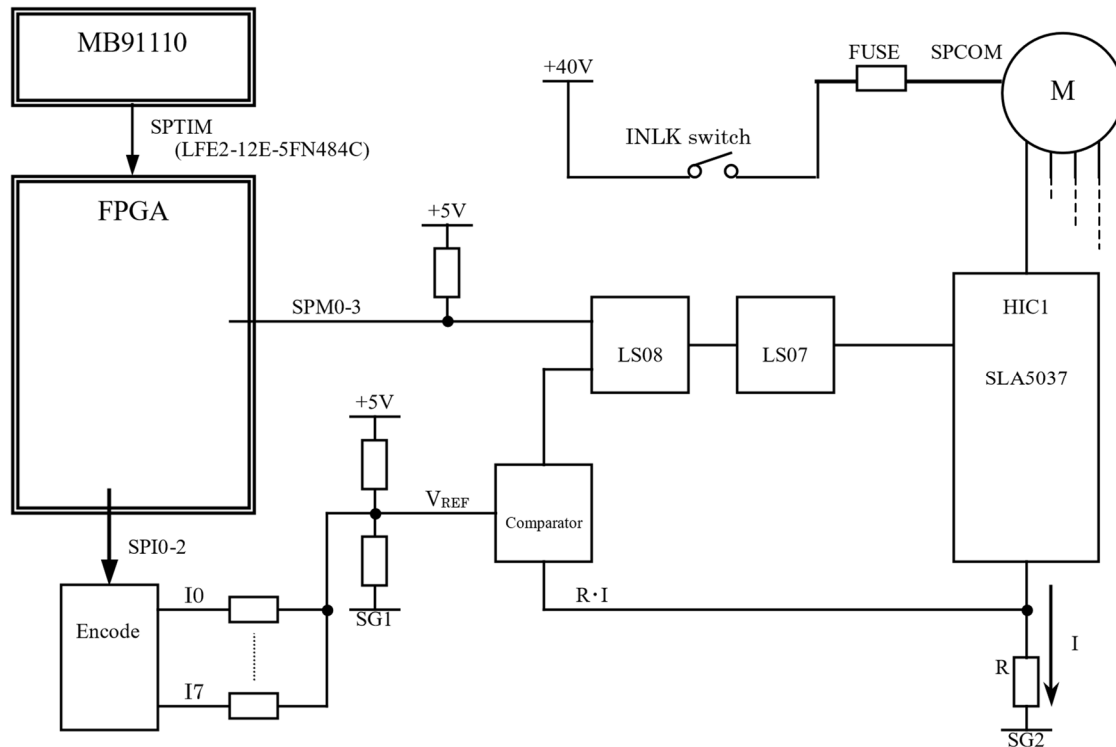 MB91110
SPTIM
(LFE2-12E-5FN484C)
FPGA
+40V
FUSE
SPCOM
M
INLK switch
+5V
SPM0-3
LS08
LS07
HIC1
SLA5037
+5V
VREF
Comparator
SPI0-2
SG1
R·I
Encode
I0
I7
R
I
SG2